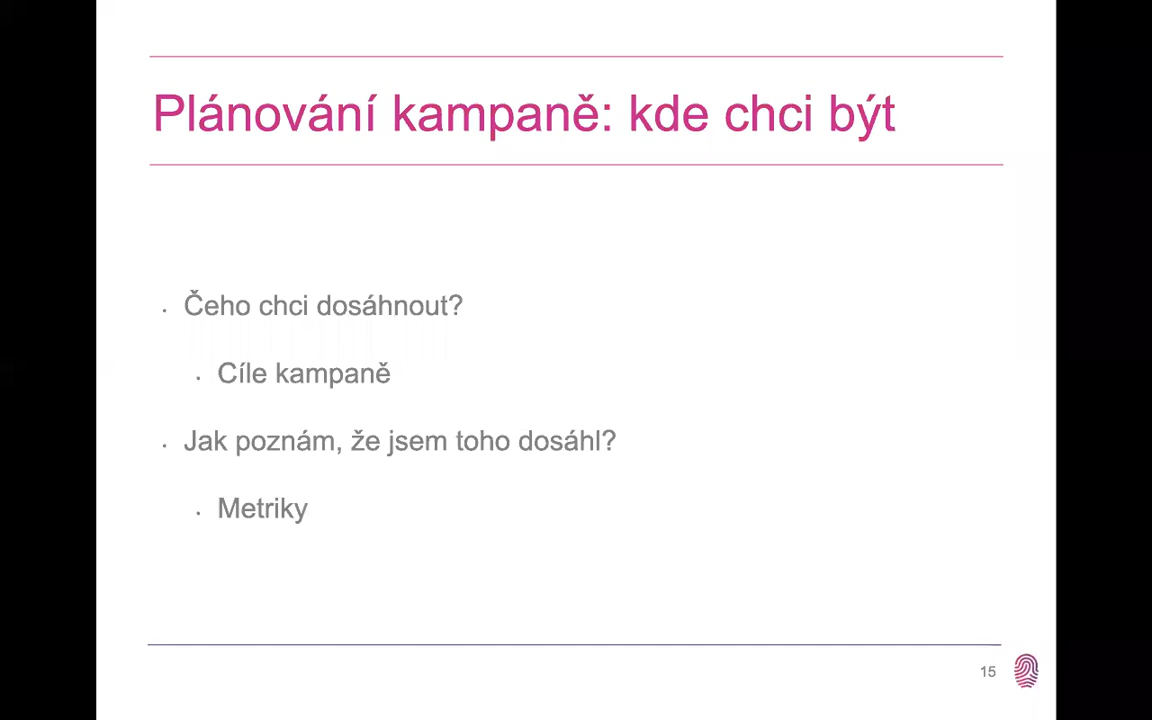 Plánování kampaně: kde chci být
· Čeho chci dosáhnout?
· Cíle kampaně
· Jak poznám, že jsem toho dosáhl?
· Metriky
15